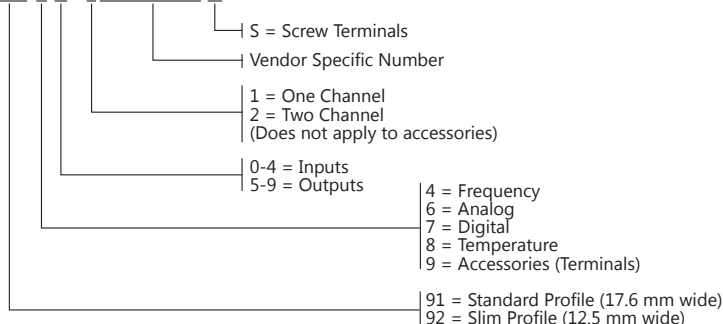 S = Screw Terminals
Vendor Specific Number
1 = One Channel
2 = Two Channel
(Does not apply to accessories)
0-4 = Inputs
5-9 = Outputs
4 = Frequency
6 = Analog
7 = Digital
8 = Temperature
9 = Accessories (Terminals)
91 = Standard Profile (17.6 mm wide)
92 = Slim Profile (12.5 mm wide)